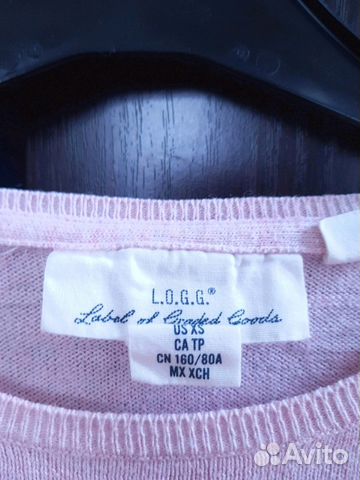 L.O.G.G.®
Label of Graded Goods
US XS
CA TP
CN 160/80A
MX XCH
Avito